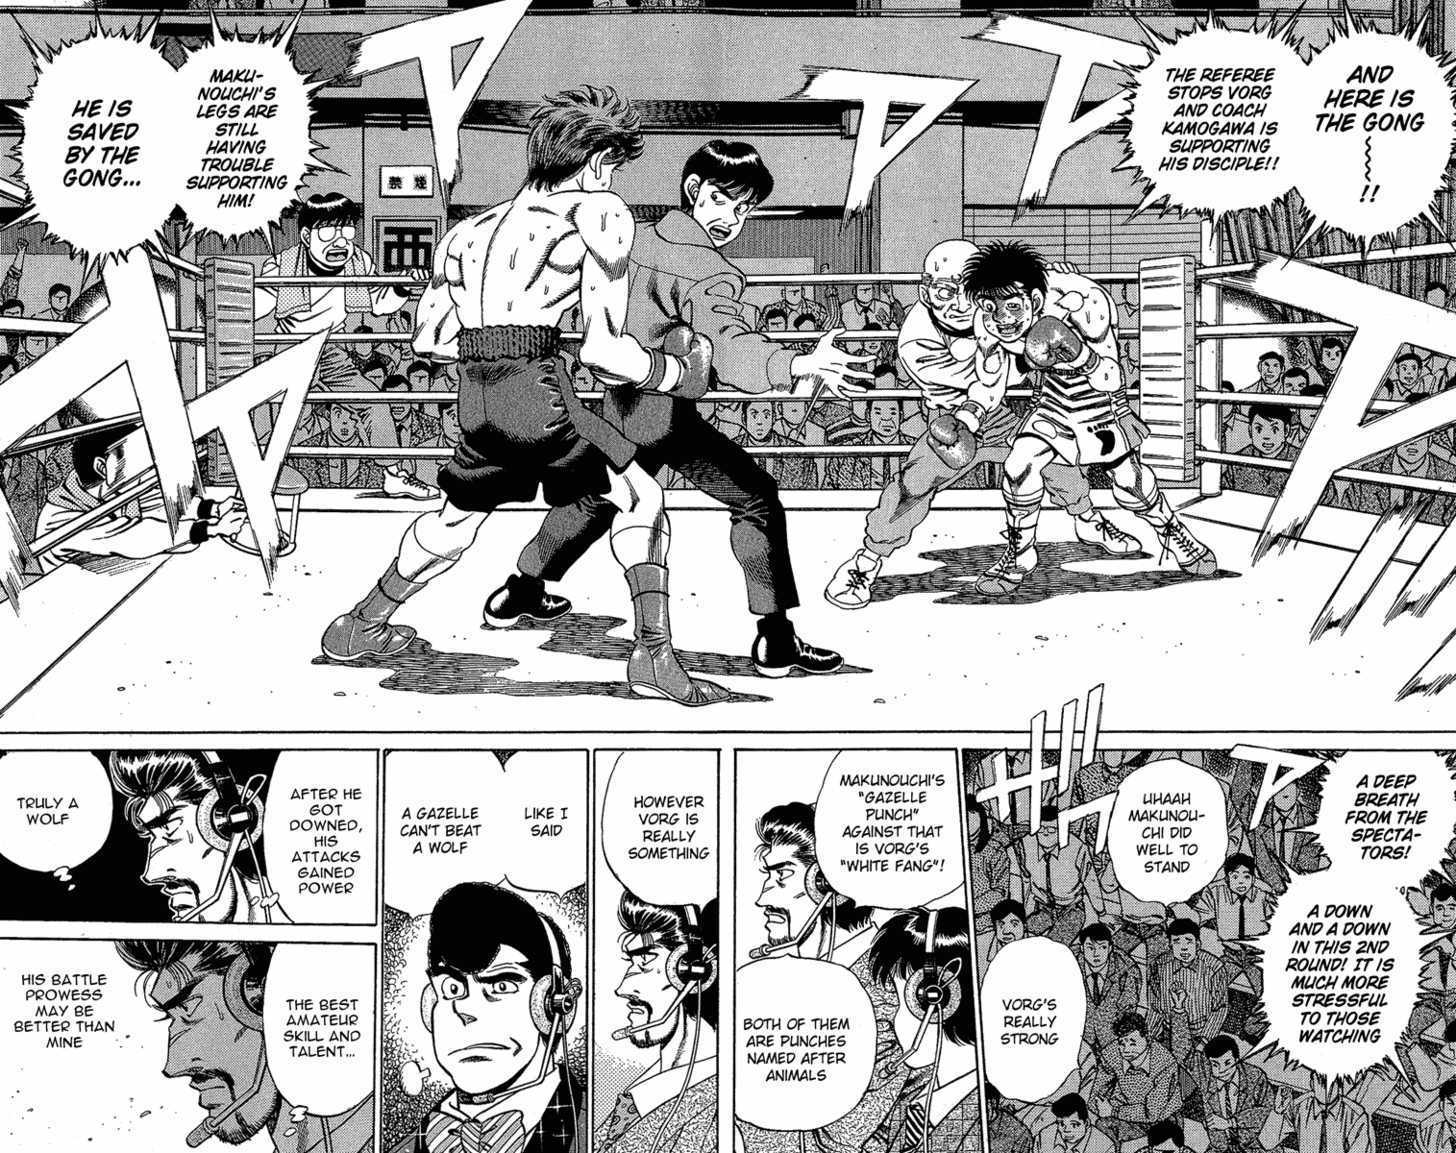 AND
HERE IS
THE GONG
!!
THE REFEREE
STOPS VORG
AND COACH
KAMOGAWA IS
SUPPORTING
HIS DISCIPLE!!
MAKU-
NOUCHI'S
LEGS ARE
STILL
HAVING
TROUBLE
SUPPORTING
HIM!
HE IS
SAVED
BY THE
GONG...
禁煙
西
A DEEP
BREATH
FROM THE
SPECTA-
TORS!
A DOWN
AND A DOWN
IN THIS 2ND
ROUND! IT IS
MUCH MORE
STRESSFUL
TO THOSE
WATCHING
UHAAH
MAKUNOU-
CHI DID
WELL TO
STAND
VORG'S
REALLY
STRONG
MAKUNOUCHI'S
"GAZELLE
PUNCH"
AGAINST THAT
IS VORG'S
"WHITE FANG"!
BOTH OF THEM
ARE PUNCHES
NAMED AFTER
ANIMALS
HOWEVER
VORG IS
REALLY
SOMETHING
LIKE I
SAID
A GAZELLE
CAN'T BEAT
A WOLF
AFTER HE
GOT
DOWNED,
HIS
ATTACKS
GAINED
POWER
TRULY A
WOLF
THE BEST
AMATEUR
SKILL AND
TALENT...
HIS BATTLE
PROWESS
MAY BE
BETTER THAN
MINE